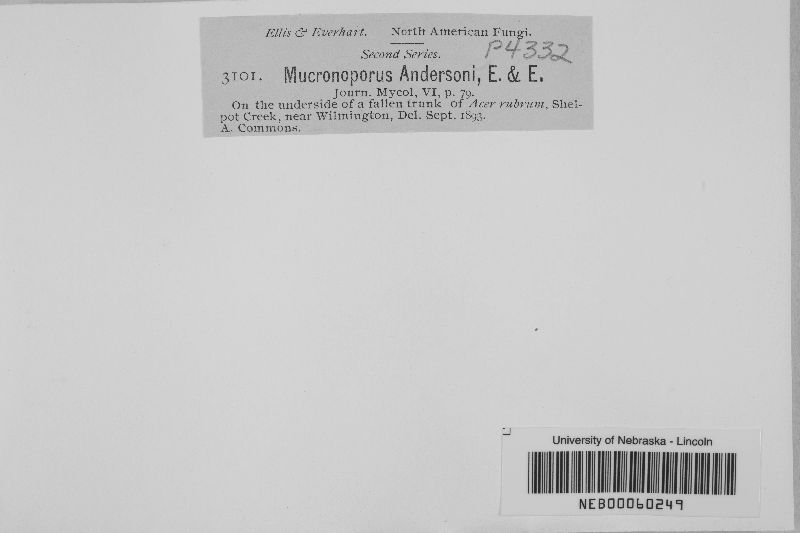 Ellis & Everhart. North American Fungi.
Second Series.
P4332
3101. Mucronoporus Andersoni, E. & E.
Journ. Mycol, VI, p. 79.
On the underside of a fallen trunk of Acer rubrum, Shel-
pot Creek, near Wilmington, Del. Sept. 1893.
A. Commons.
University of Nebraska - Lincoln
NEB00060249